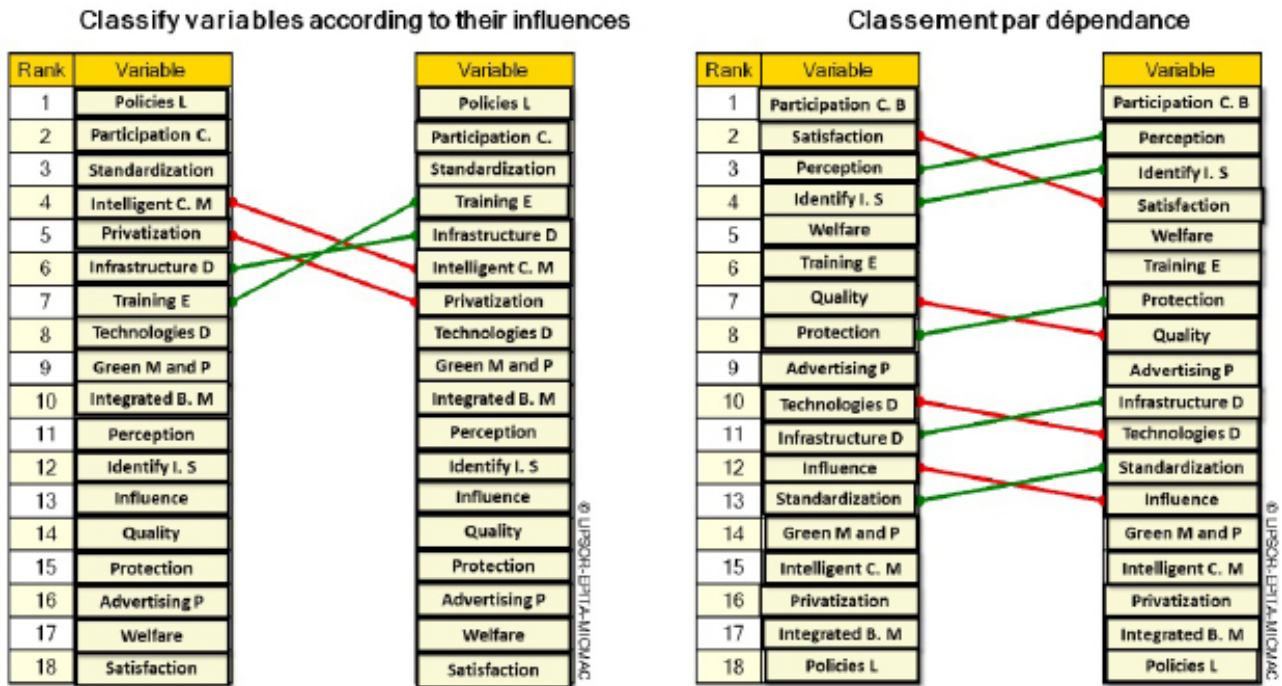 Classify variables according to their influences
Rank Variable Variable
1 Policies L Policies L
2 Participation C. Participation C.
3 Standardization Standardization
4 Intelligent C. M Training E
5 Privatization Infrastructure D
6 Infrastructure D Intelligent C. M
7 Training E Privatization
8 Technologies D Technologies D
9 Green M and P Green M and P
10 Integrated B. M Integrated B. M
11 Perception Perception
12 Identify I. S Identify I. S
13 Influence Influence
14 Quality Quality
15 Protection Protection
16 Advertising P Advertising P
17 Welfare Welfare
18 Satisfaction Satisfaction
© LIPSOR-EPITA-MICMAC
Classement par dépendance
Rank Variable Variable
1 Participation C. B Participation C. B
2 Satisfaction Perception
3 Perception Identify I. S
4 Identify I. S Satisfaction
5 Welfare Welfare
6 Training E Training E
7 Quality Protection
8 Protection Quality
9 Advertising P Advertising P
10 Technologies D Infrastructure D
11 Infrastructure D Technologies D
12 Influence Standardization
13 Standardization Influence
14 Green M and P Green M and P
15 Intelligent C. M Intelligent C. M
16 Privatization Privatization
17 Integrated B. M Integrated B. M
18 Policies L Policies L
© LIPSOR-EPITA-MICMAC